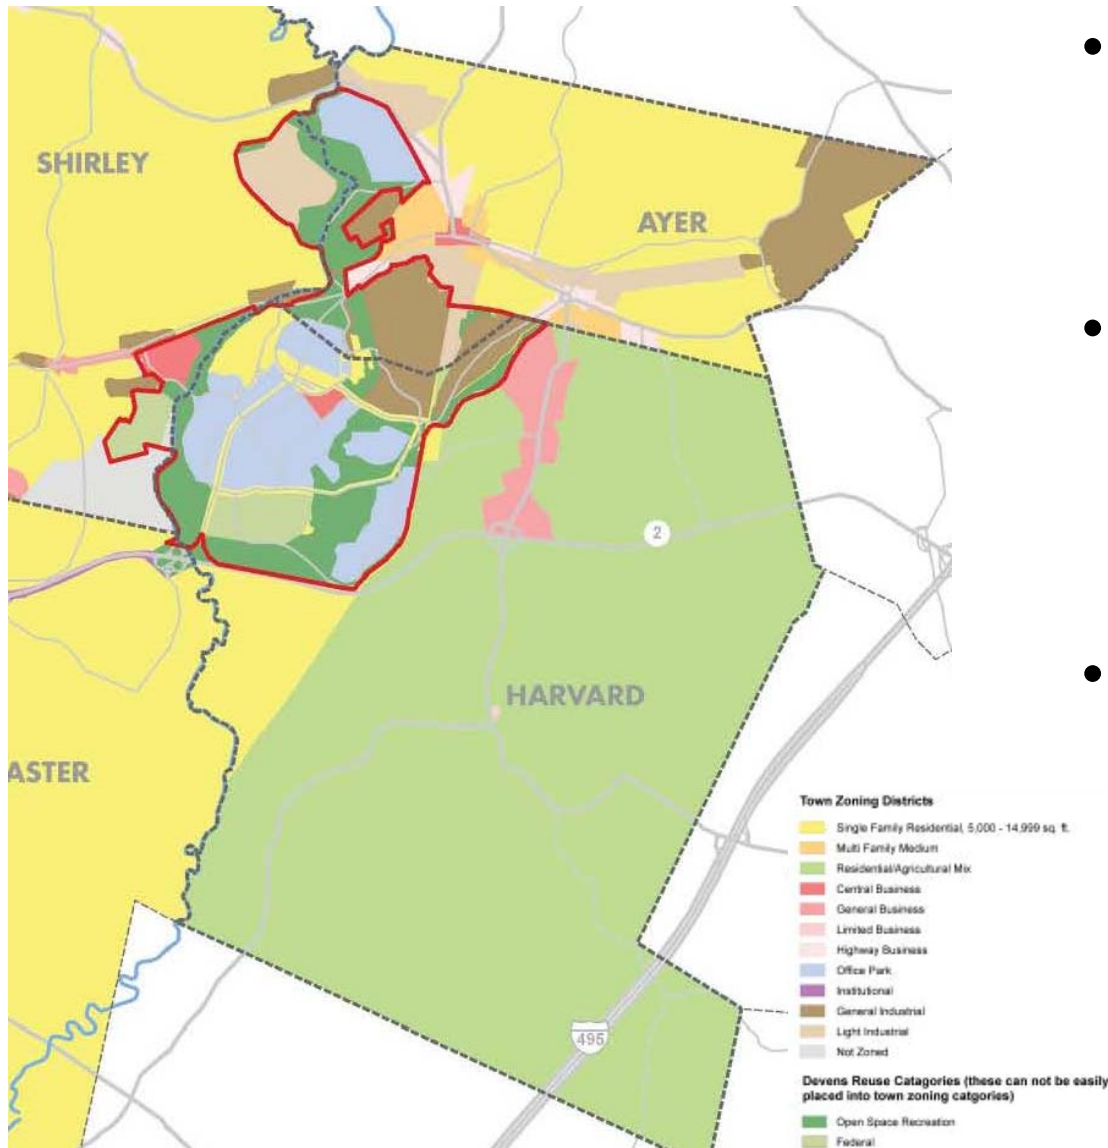 SHIRLEY
AYER
2
HARVARD
ASTER
495
Town Zoning Districts
Single Family Residential, 5,000 - 14,999 sq. ft.
Multi Family Medium
Residential/Agricultural Mix
Central Business
General Business
Limited Business
Highway Business
Office Park
Institutional
General Industrial
Light Industrial
Not Zoned
Devens Reuse Catagories (these can not be easily
placed into town zoning catgories)
Open Space Recreation
Federal